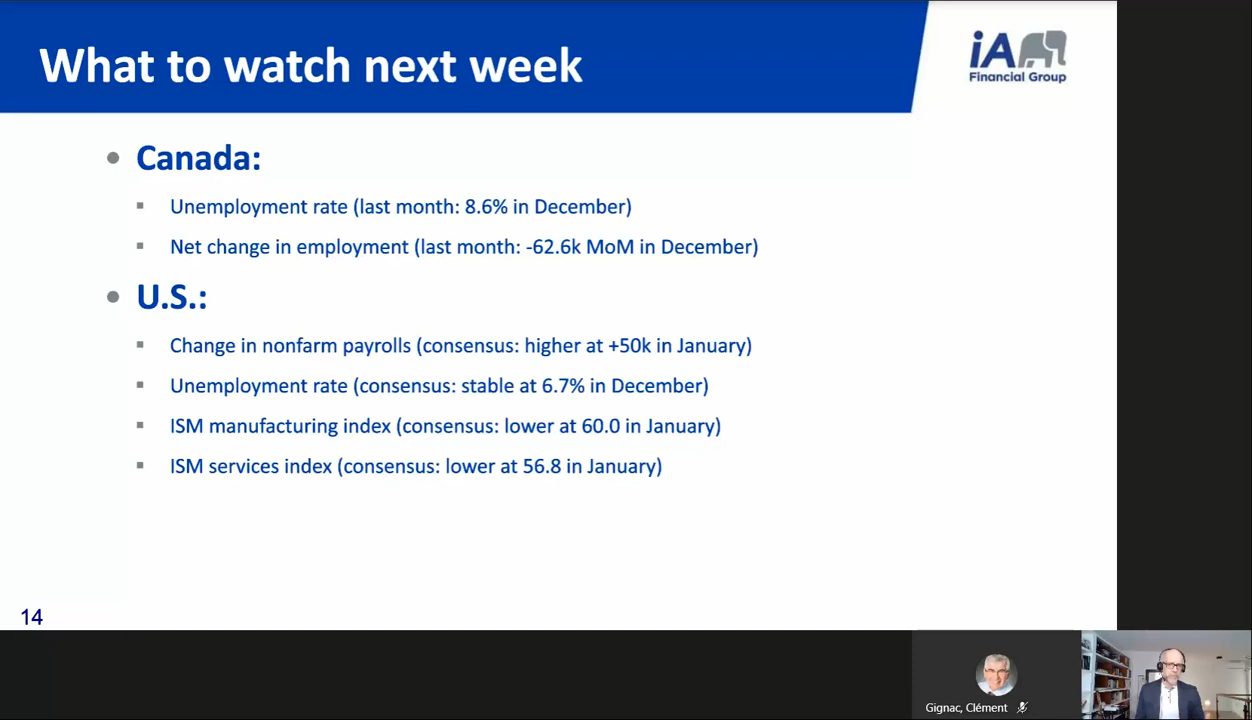 What to watch next week
iA
Financial Group
Canada:
Unemployment rate (last month: 8.6% in December)
Net change in employment (last month: -62.6k MoM in December)
U.S.:
Change in nonfarm payrolls (consensus: higher at +50k in January)
Unemployment rate (consensus: stable at 6.7% in December)
ISM manufacturing index (consensus: lower at 60.0 in January)
ISM services index (consensus: lower at 56.8 in January)
14
Gignac, Clément